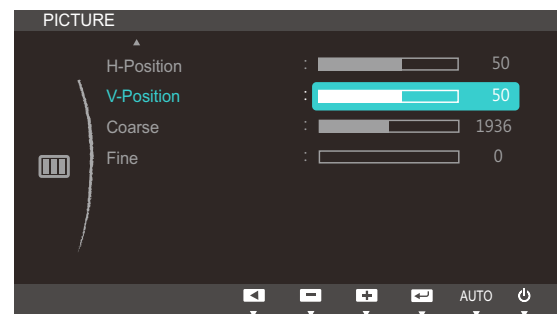 PICTURE
H-Position : 50
V-Position : 50
Coarse : 1936
Fine : 0
AUTO